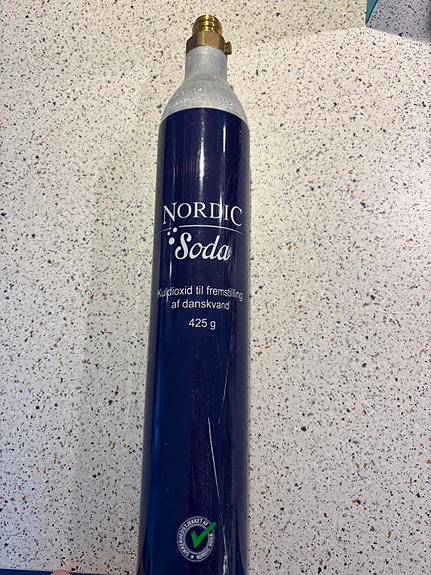 NORDIC
Soda
Kuldioxid til fremstilling
af danskvand
425 g